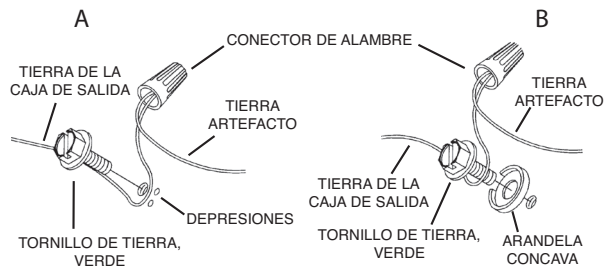 A
B
CONECTOR DE ALAMBRE
TIERRA DE LA
CAJA DE SALIDA
TIERRA
ARTEFACTO
TIERRA
ARTEFACTO
TIERRA DE LA
CAJA DE SALIDA
DEPRESIONES
TORNILLO DE TIERRA,
VERDE
TORNILLO DE TIERRA,
VERDE
ARANDELA
CONCAVA